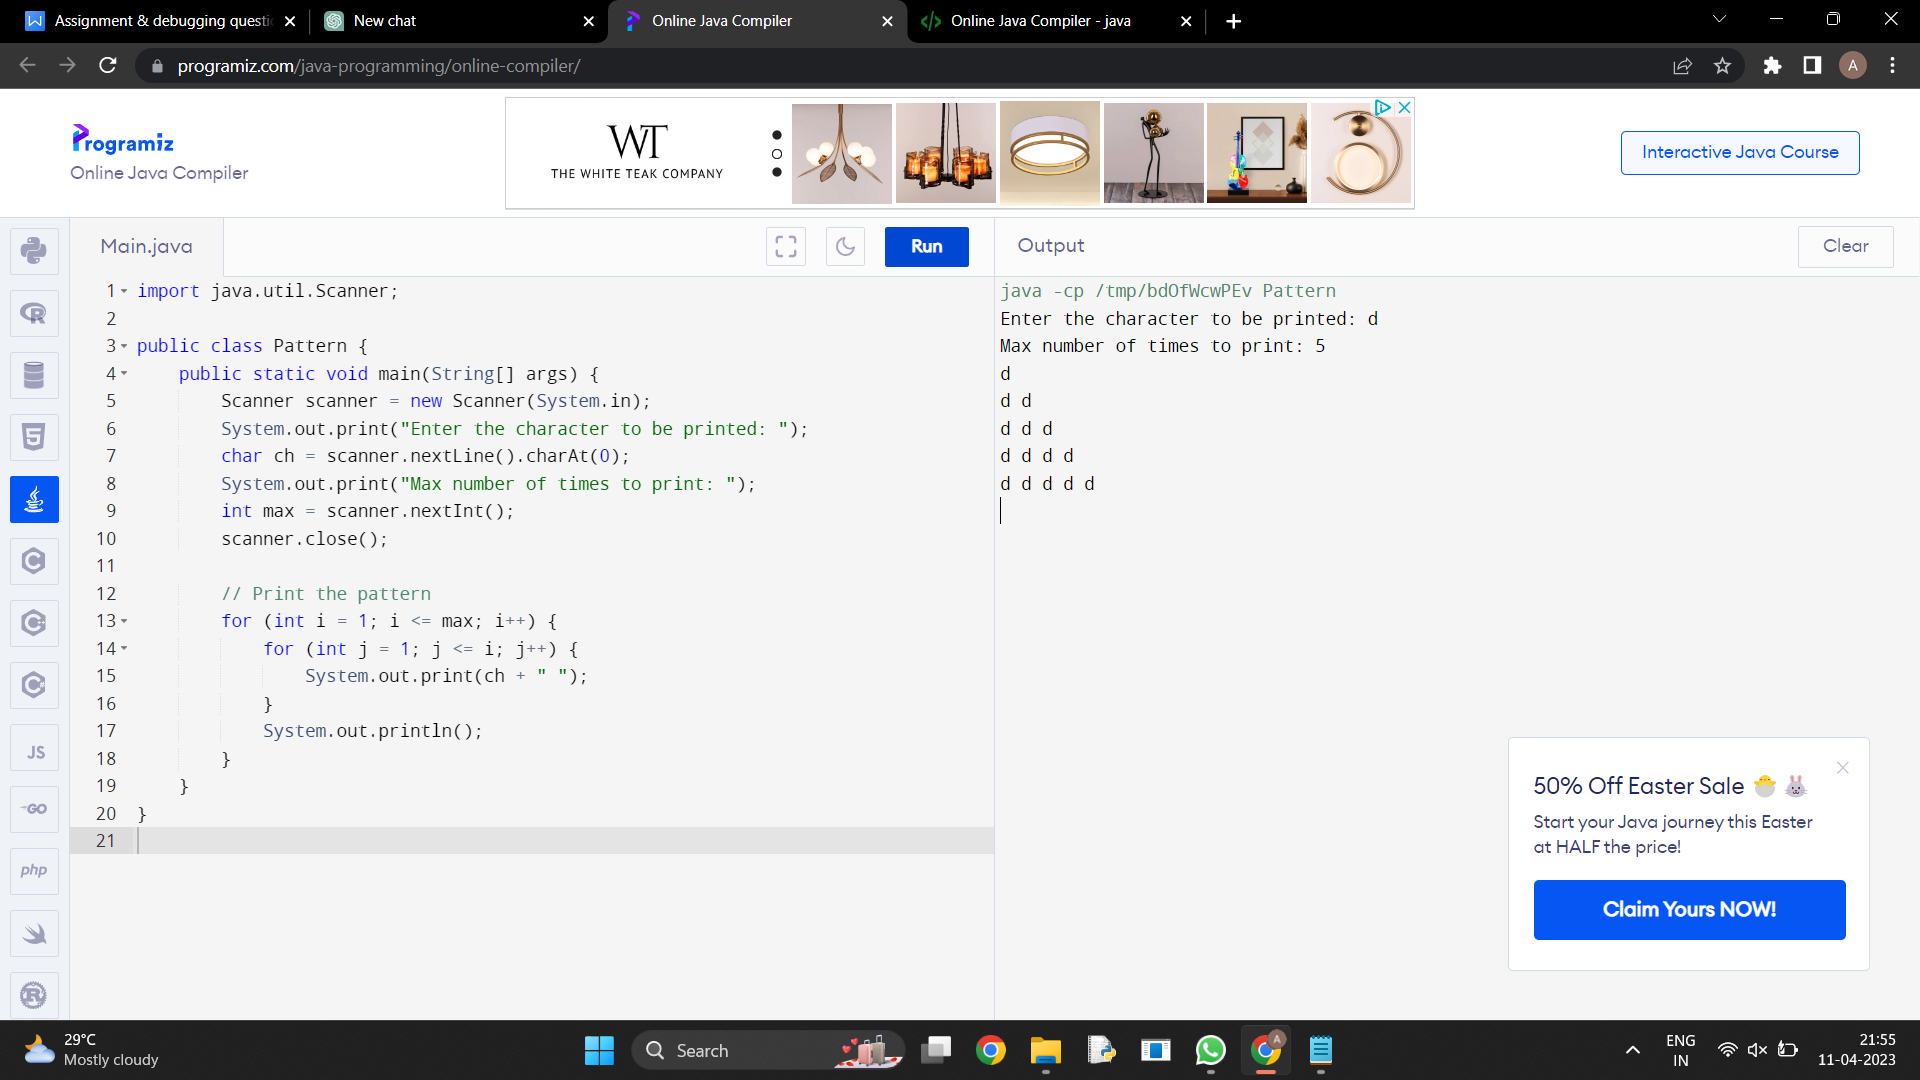 Assignment & debugging questi
New chat
Online Java Compiler
Online Java Compiler - java
programiz.com/java-programming/online-compiler/
A
Programiz
Online Java Compiler
WT
THE WHITE TEAK COMPANY
Interactive Java Course
Main.java
Run
Output
Clear
1 import java.util.Scanner;
2
3 public class Pattern {
4 public static void main(String[] args) {
5 Scanner scanner = new Scanner(System.in);
6 System.out.print("Enter the character to be printed: ");
7 char ch = scanner.nextLine().charAt(0);
8 System.out.print("Max number of times to print: ");
9 int max = scanner.nextInt();
10 scanner.close();
11
12 // Print the pattern
13 for (int i = 1; i <= max; i++) {
14 for (int j = 1; j <= i; j++) {
15 System.out.print(ch + " ");
16 }
17 System.out.println();
18 }
19 }
20 }
21
java -cp /tmp/bdOfWcwPEv Pattern
Enter the character to be printed: d
Max number of times to print: 5
d
d d
d d d
d d d d
d d d d d
R
5
C
C
C
JS
GO
php
R
50% Off Easter Sale 🐣 🐰
Start your Java journey this Easter
at HALF the price!
Claim Yours NOW!
29°C
Mostly cloudy
Search
A
ENG
IN
21:55
11-04-2023